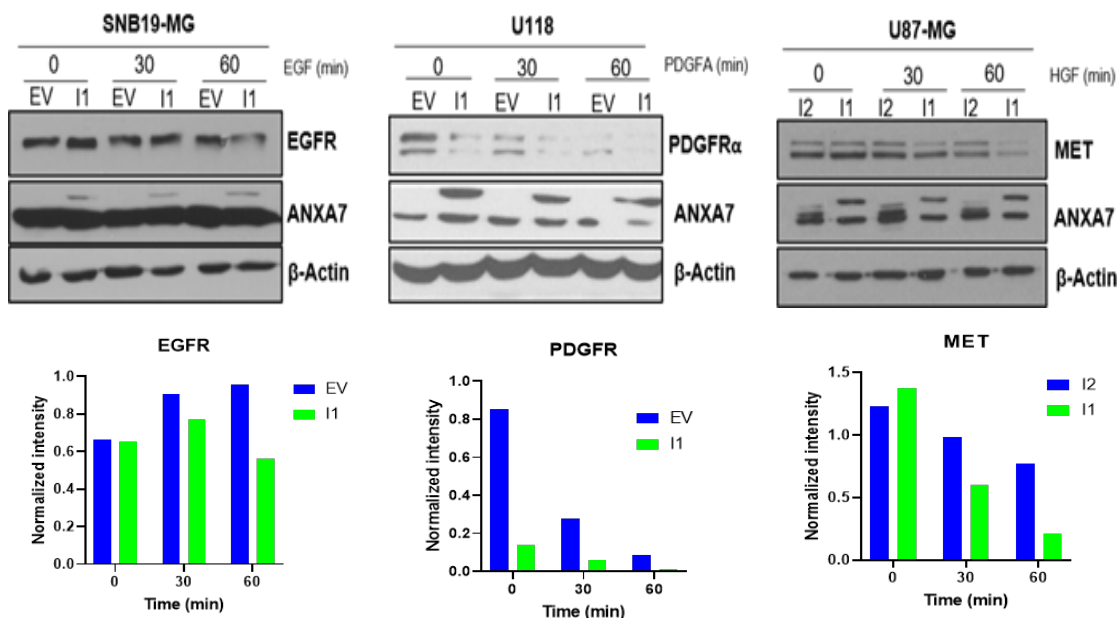 SNB19-MG
0 30 60 EGF (min)
EV I1 EV I1 EV I1
EGFR
ANXA7
β-Actin
U118
0 30 60 PDGFA (min)
EV I1 EV I1 EV I1
PDGFRα
ANXA7
β-Actin
U87-MG
0 30 60 HGF (min)
I2 I1 I2 I1 I2 I1
MET
ANXA7
β-Actin
EGFR
Normalized intensity
1.0
0.8
0.6
0.4
0.2
0.0
0 30 60
Time (min)
EV
I1
PDGFR
Normalized intensity
1.0
0.8
0.6
0.4
0.2
0.0
0 30 60
Time (min)
EV
I1
MET
Normalized intensity
1.5
1.0
0.5
0.0
0 30 60
Time (min)
I2
I1